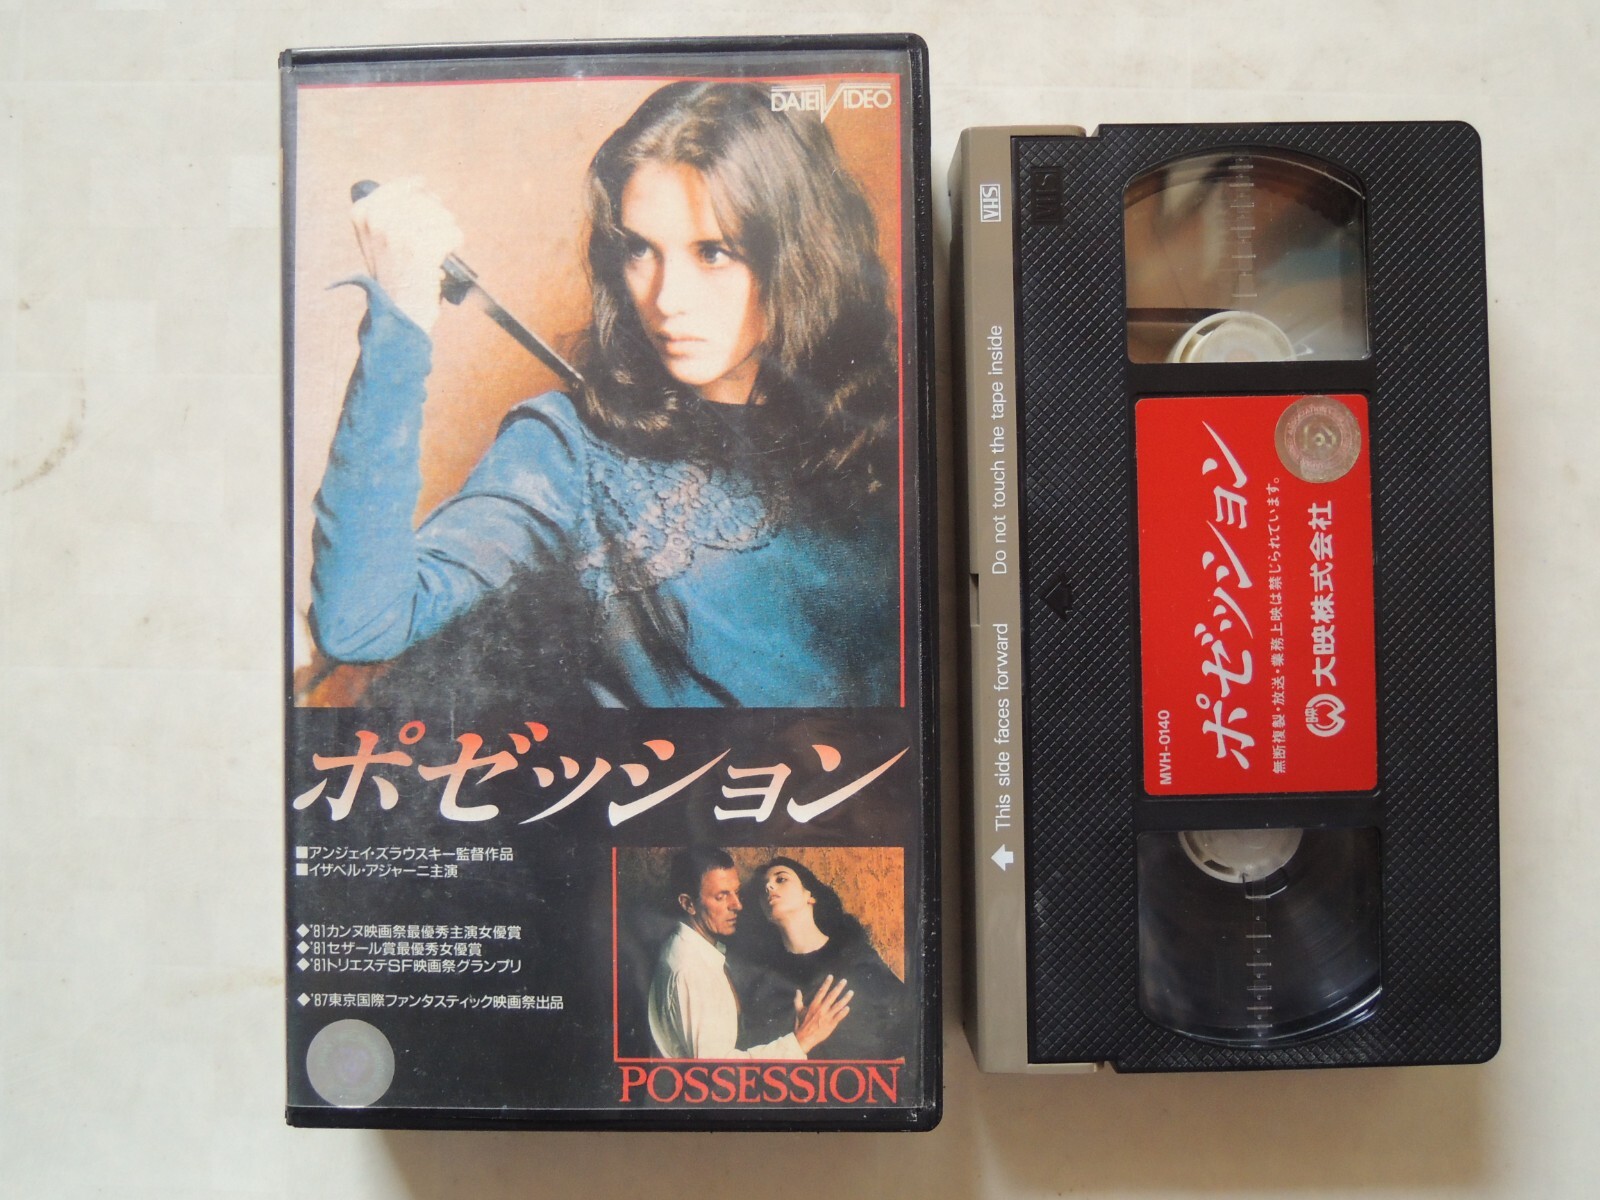 DAIEI VIDEO
ポゼッション
■アンジェイ・ズラウスキー監督作品
■イザベル・アジャーニ主演
◆'81カンヌ映画祭最優秀主演女優賞
◆'81セザール賞最優秀女優賞
◆'81トリエステSF映画祭グランプリ
◆'87東京国際ファンタスティック映画祭出品
POSSESSION
VHS
This side faces forward
Do not touch the tape inside
VHS
MVH-0140
ポゼッション
無断複製・放送・業務上映は禁じられています。
大映株式会社